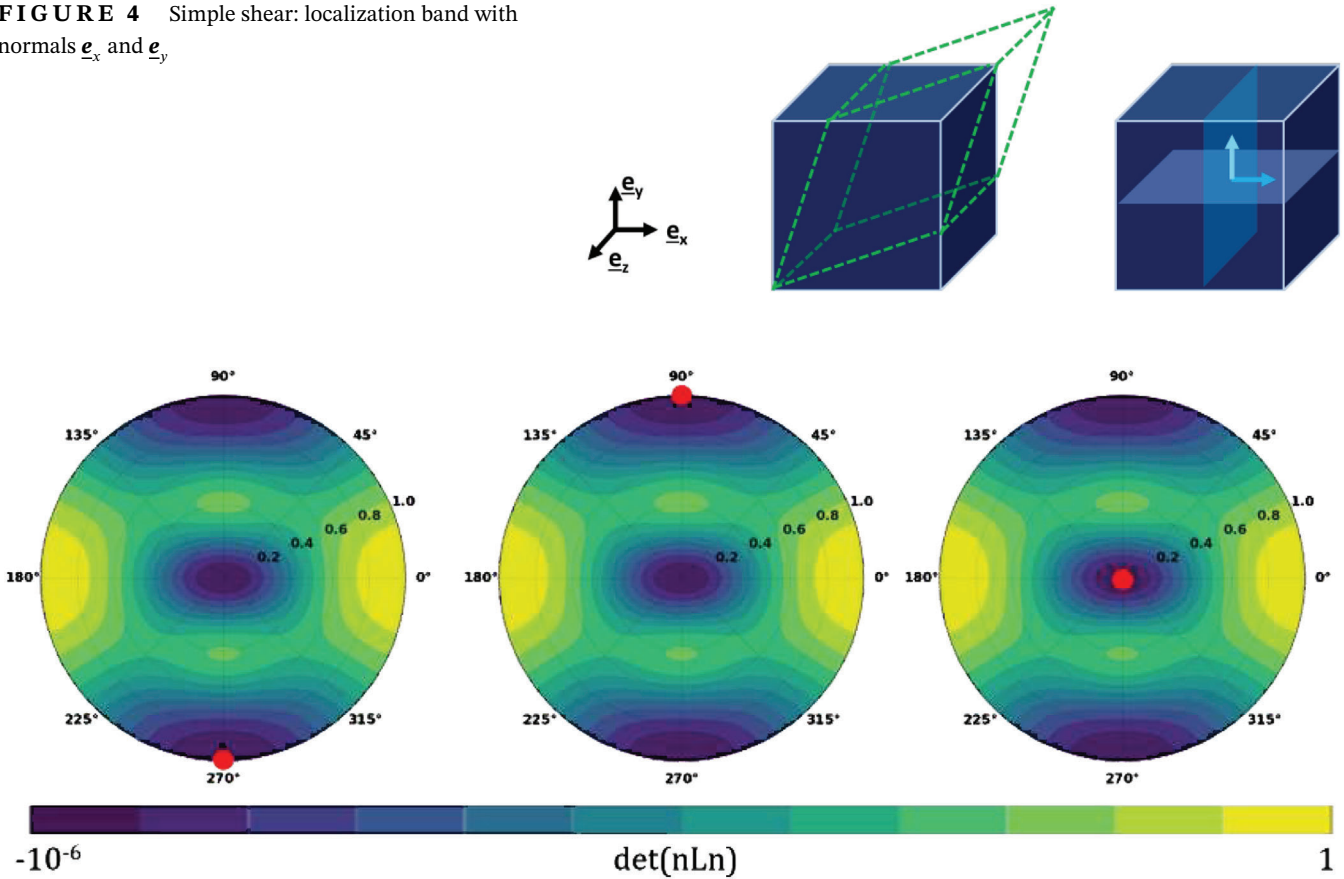 FIGURE 4 Simple shear: localization band with
normals e_x and e_y
e_y
e_x
e_z
90° 90° 90°
135° 45° 135° 45° 135° 45°
1.0 1.0 1.0
0.8 0.8 0.8
0.6 0.6 0.6
0.4 0.4 0.4
0.2 0.2 0.2
180° 0° 180° 0° 180° 0°
225° 315° 225° 315° 225° 315°
270° 270° 270°
-10⁻⁶ det(nLn) 1